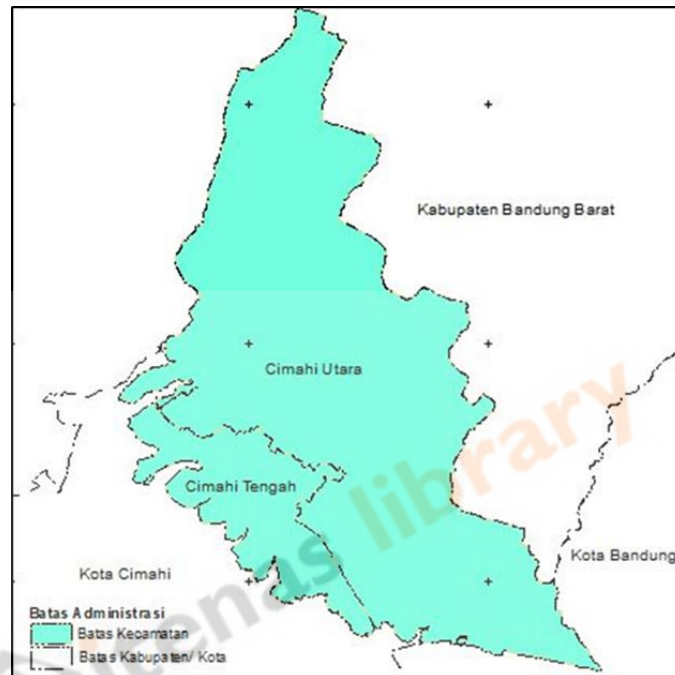 Kabupaten Bandung Barat
Cimahi Utara
Cimahi Tengah
Kota Bandung
Kota Cimahi
Batas Administrasi
Batas Kecamatan
Batas Kabupaten/ Kota
itenas library